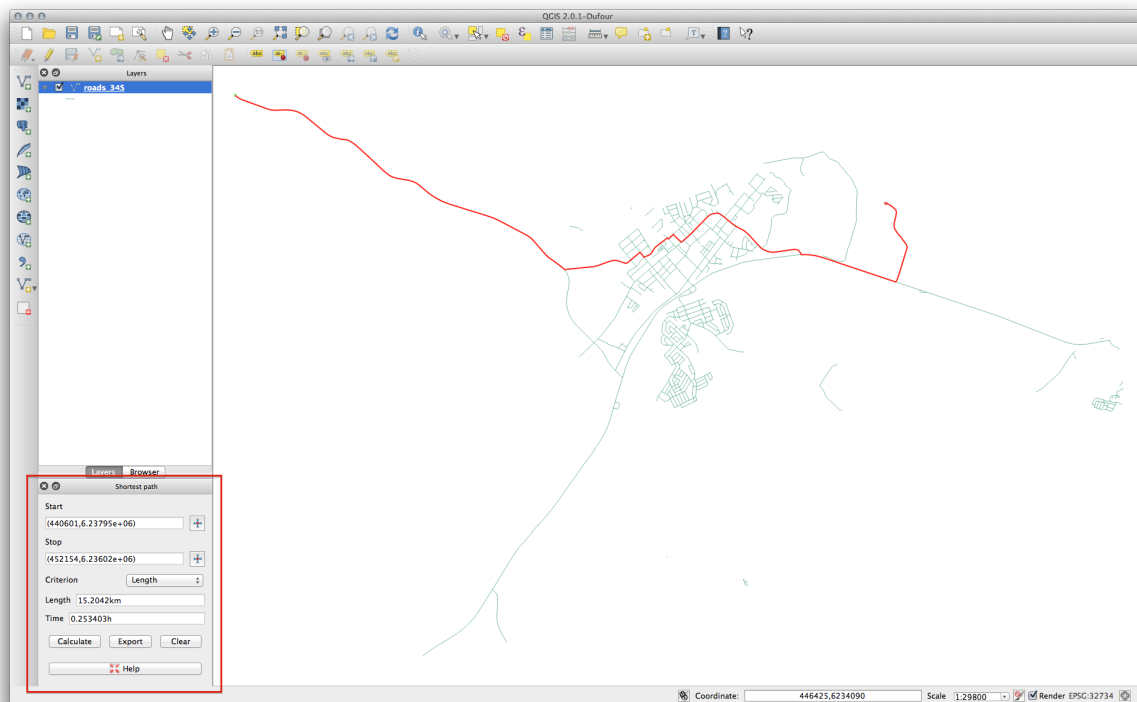 QGIS 2.0.1-Dufour
Layers
roads_345
Layers Browser
Shortest path
Start
(440601,6.23795e+06)
Stop
(452154,6.23602e+06)
Criterion Length
Length 15.2042km
Time 0.253403h
Calculate Export Clear
Help
Coordinate: 446425,6234090 Scale 1:29800 Render EPSG:32734